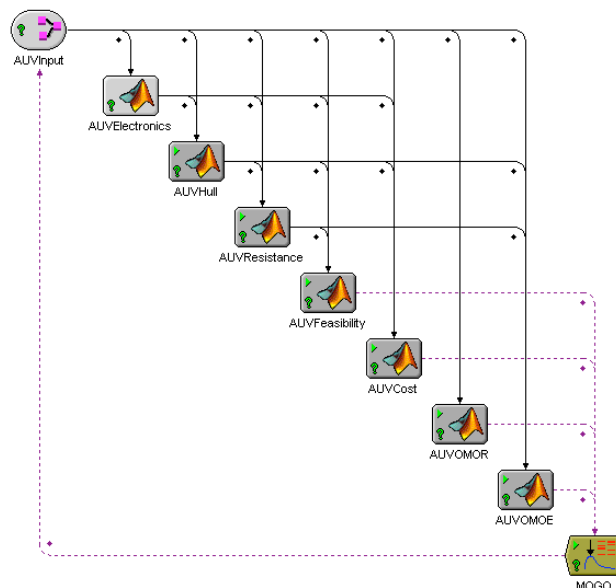 AUVInput
AUVElectronics
AUVHull
AUVResistance
AUVFeasibility
AUVCost
AUVOMOR
AUVOMOE
MOGO